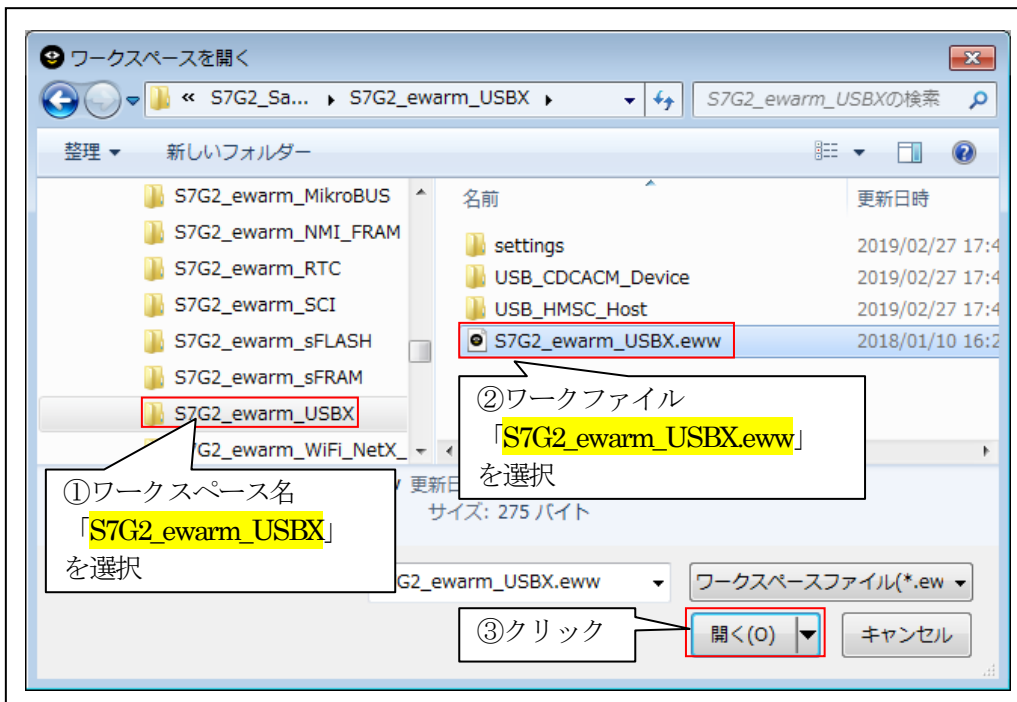 ワークスペースを開く
« S7G2_Sa... ▸ S7G2_ewarm_USBX ▸
S7G2_ewarm_USBXの検索
整理 ▼ 新しいフォルダー
S7G2_ewarm_MikroBUS
S7G2_ewarm_NMI_FRAM
S7G2_ewarm_RTC
S7G2_ewarm_SCI
S7G2_ewarm_sFLASH
S7G2_ewarm_sFRAM
S7G2_ewarm_USBX
7G2_ewarm_WiFi_NetX_
名前 更新日時
settings 2019/02/27 17:4
USB_CDCACM_Device 2019/02/27 17:4
USB_HMSC_Host 2019/02/27 17:4
S7G2_ewarm_USBX.eww 2018/01/10 16:2
②ワークファイル
「S7G2_ewarm_USBX.eww」
を選択
①ワークスペース名
「S7G2_ewarm_USBX」
を選択
更新日
サイズ: 275 バイト
G2_ewarm_USBX.eww
ワークスペースファイル(*.ew
③クリック
開く(O)
キャンセル